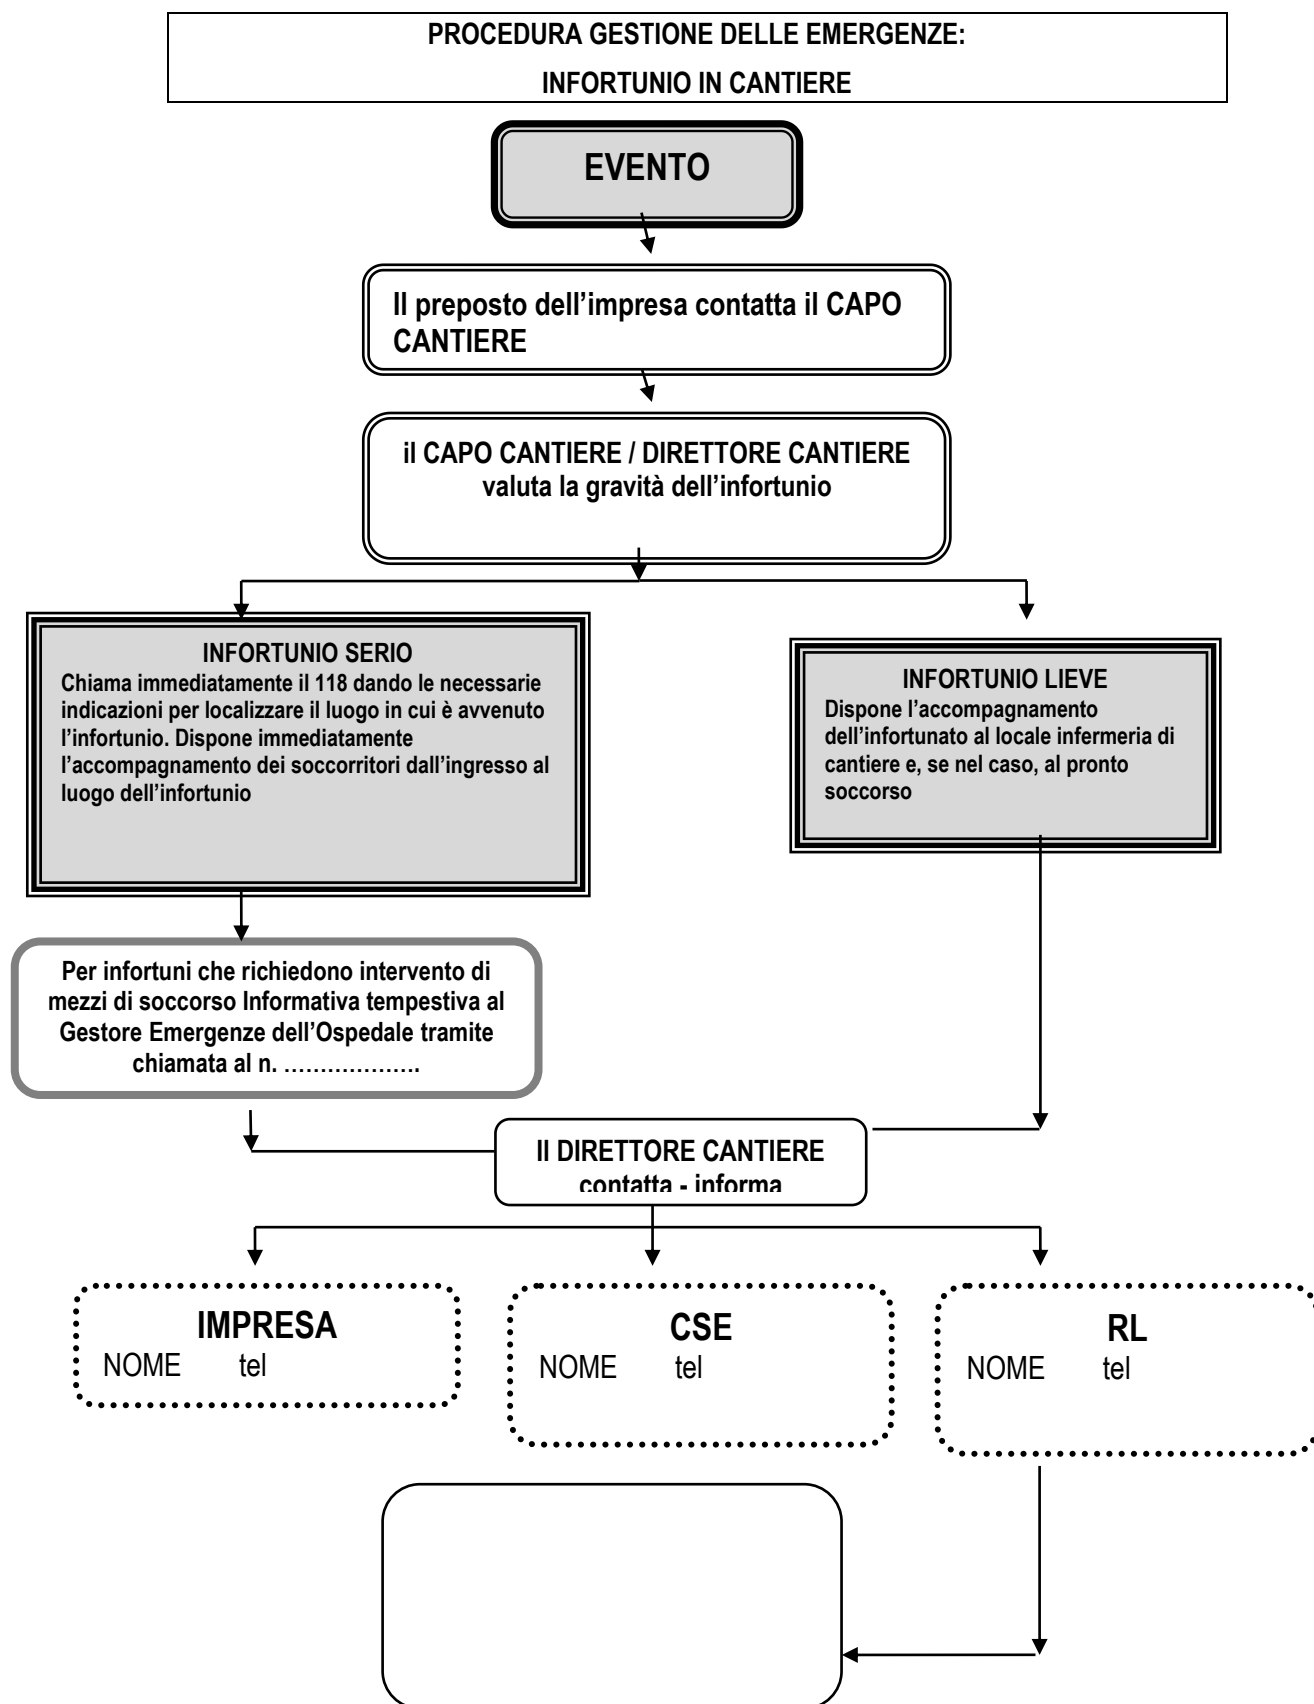 PROCEDURA GESTIONE DELLE EMERGENZE:
INFORTUNIO IN CANTIERE
EVENTO
Il preposto dell’impresa contatta il CAPO
CANTIERE
il CAPO CANTIERE / DIRETTORE CANTIERE
valuta la gravità dell’infortunio
INFORTUNIO SERIO
Chiama immediatamente il 118 dando le necessarie
indicazioni per localizzare il luogo in cui è avvenuto
l’infortunio. Dispone immediatamente
l’accompagnamento dei soccorritori dall’ingresso al
luogo dell’infortunio
INFORTUNIO LIEVE
Dispone l’accompagnamento
dell’infortunato al locale infermeria di
cantiere e, se nel caso, al pronto
soccorso
Per infortuni che richiedono intervento di
mezzi di soccorso Informativa tempestiva al
Gestore Emergenze dell’Ospedale tramite
chiamata al n. ……………….
Il DIRETTORE CANTIERE
contatta - informa
IMPRESA
NOME tel
CSE
NOME tel
RL
NOME tel